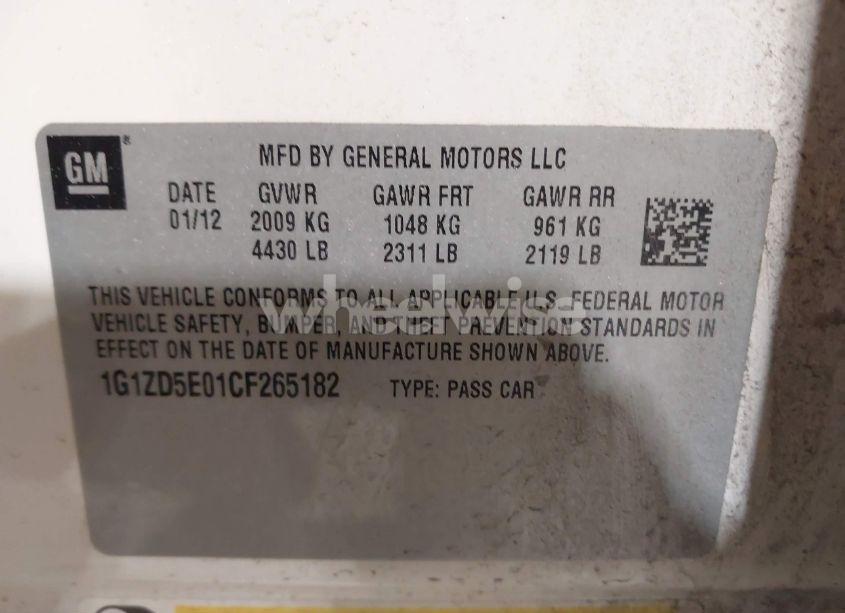 GM®
MFD BY GENERAL MOTORS LLC
DATE GVWR GAWR FRT GAWR RR
01/12 2009 KG 1048 KG 961 KG
4430 LB 2311 LB 2119 LB
THIS VEHICLE CONFORMS TO ALL APPLICABLE U.S. FEDERAL MOTOR
VEHICLE SAFETY, BUMPER, AND THEFT PREVENTION STANDARDS IN
EFFECT ON THE DATE OF MANUFACTURE SHOWN ABOVE.
1G1ZD5E01CF265182 TYPE: PASS CAR
wheelwise